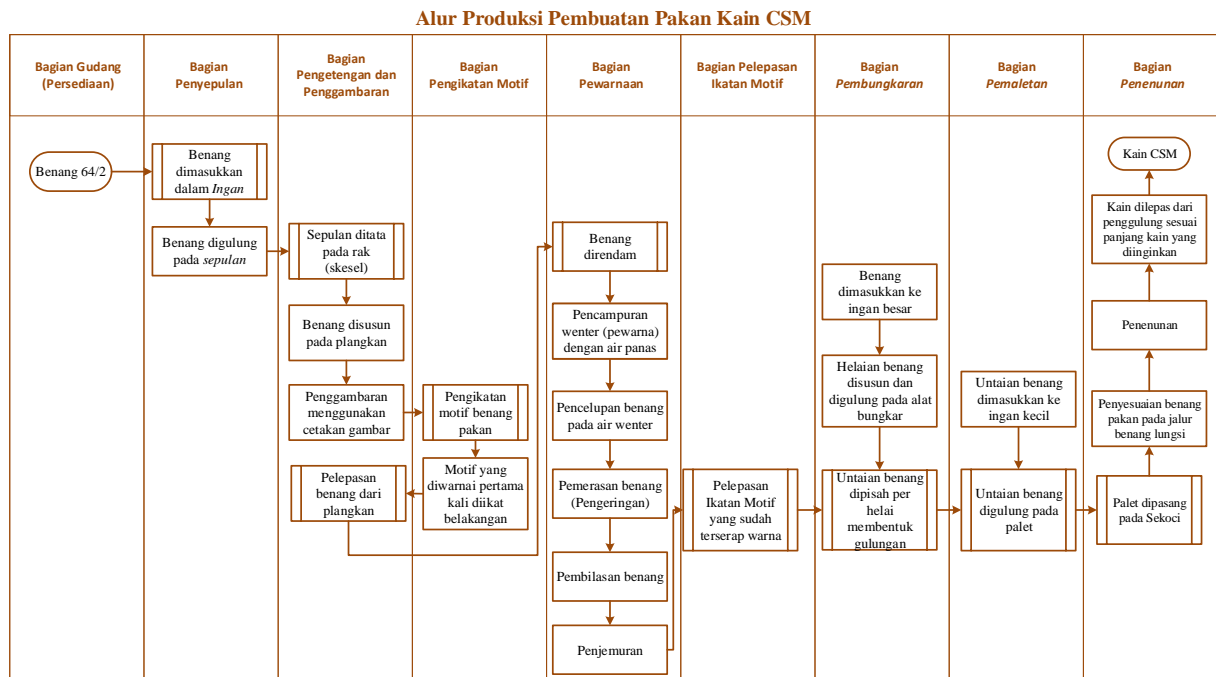 Alur Produksi Pembuatan Pakan Kain CSM
Bagian Gudang
(Persediaan)
Bagian
Penyepulan
Bagian
Pengetengan dan
Penggambaran
Bagian
Pengikatan Motif
Bagian
Pewarnaan
Bagian Pelepasan
Ikatan Motif
Bagian
Pembungkaran
Bagian
Pemaletan
Bagian
Penenunan
Benang 64/2
Benang
dimasukkan
dalam Ingan
Benang digulung
pada sepulan
Sepulan ditata
pada rak
(skesel)
Benang disusun
pada plangkan
Penggambaran
menggunakan
cetakan gambar
Pelepasan
benang dari
plangkan
Pengikatan
motif benang
pakan
Motif yang
diwarnai pertama
kali diikat
belakangan
Benang
direndam
Pencampuran
wenter (pewarna)
dengan air panas
Pencelupan benang
pada air wenter
Pemerasan benang
(Pengeringan)
Pembilasan benang
Penjemuran
Pelepasan
Ikatan Motif
yang sudah
terserap warna
Benang
dimasukkan ke
ingan besar
Helaian benang
disusun dan
digulung pada alat
bungkar
Untaian benang
dipisah per
helai
membentuk
gulungan
Untaian benang
dimasukkan ke
ingan kecil
Untaian benang
digulung pada
palet
Kain CSM
Kain dilepas dari
penggulung sesuai
panjang kain yang
diinginkan
Penenunan
Penyesuaian benang
pakan pada jalur
benang lungsi
Palet dipasang
pada Sekoci